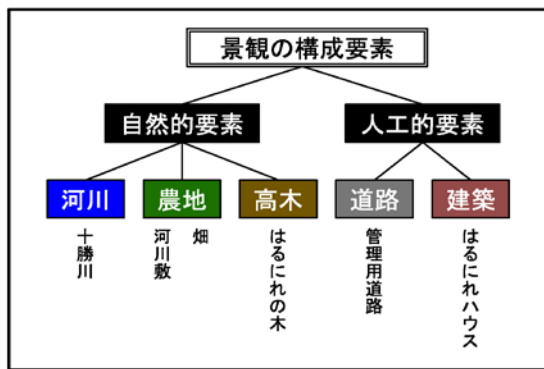 景観の構成要素
自然的要素
人工的要素
河川
農地
高木
道路
建築
十勝川
畑
河川敷
はるにれの木
管理用道路
はるにれハウス